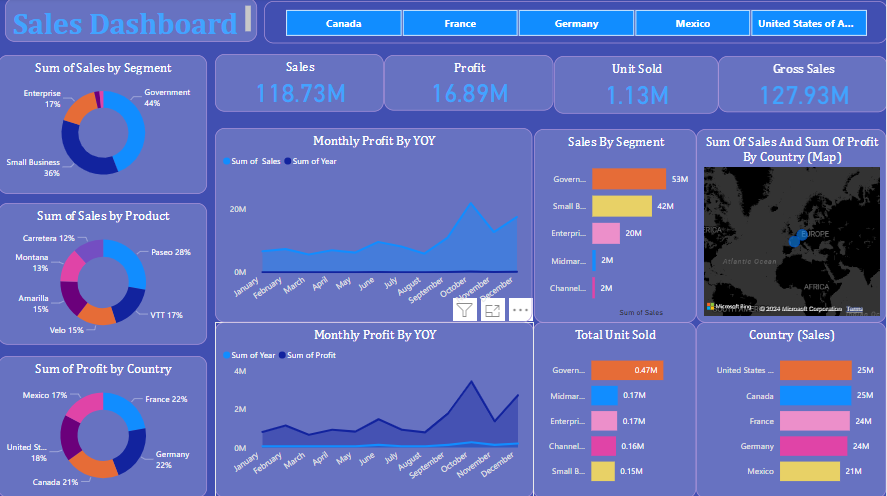 Sales Dashboard
Canada
France
Germany
Mexico
United States of A...
Sum of Sales by Segment
Enterprise
17%
Government
44%
Small Business
36%
Sales
118.73M
Profit
16.89M
Unit Sold
1.13M
Gross Sales
127.93M
Monthly Profit By YOY
Sum of Sales
Sum of Year
20M
0M
January
February
March
April
May
June
July
August
September
October
November
December
Sales By Segment
Govern...
53M
Small B...
42M
Enterpri...
20M
Midmar...
2M
Channel...
2M
Sum of Sales
Sum Of Sales And Sum Of Profit
By Country (Map)
EUROPE
Atlantic Ocean
AFRICA
Microsoft Bing
© 2024 Microsoft Corporation
Terms
Sum of Sales by Product
Carretera 12%
Paseo 28%
Montana
13%
Amarilla
15%
VTT 17%
Velo 15%
Monthly Profit By YOY
Sum of Year
Sum of Profit
4M
2M
0M
January
February
March
April
May
June
July
August
September
October
November
December
Total Unit Sold
Govern...
0.47M
Midmar...
0.17M
Enterpri...
0.17M
Channel...
0.16M
Small B...
0.15M
Country (Sales)
United States ...
25M
Canada
25M
France
24M
Germany
24M
Mexico
21M
Sum of Profit by Country
Mexico 17%
France 22%
United St...
18%
Germany
22%
Canada 21%